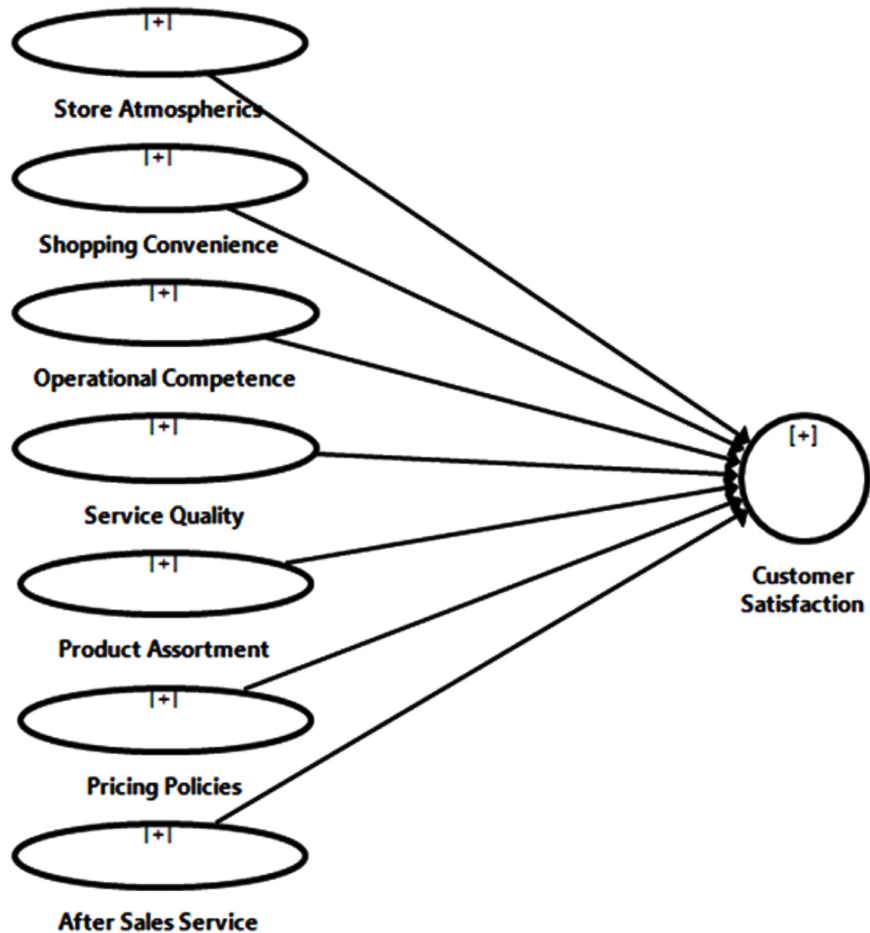 [+]
Store Atmospherics
[+]
Shopping Convenience
[+]
Operational Competence
[+]
Service Quality
[+]
Product Assortment
[+]
Pricing Policies
[+]
After Sales Service
[+]
Customer
Satisfaction